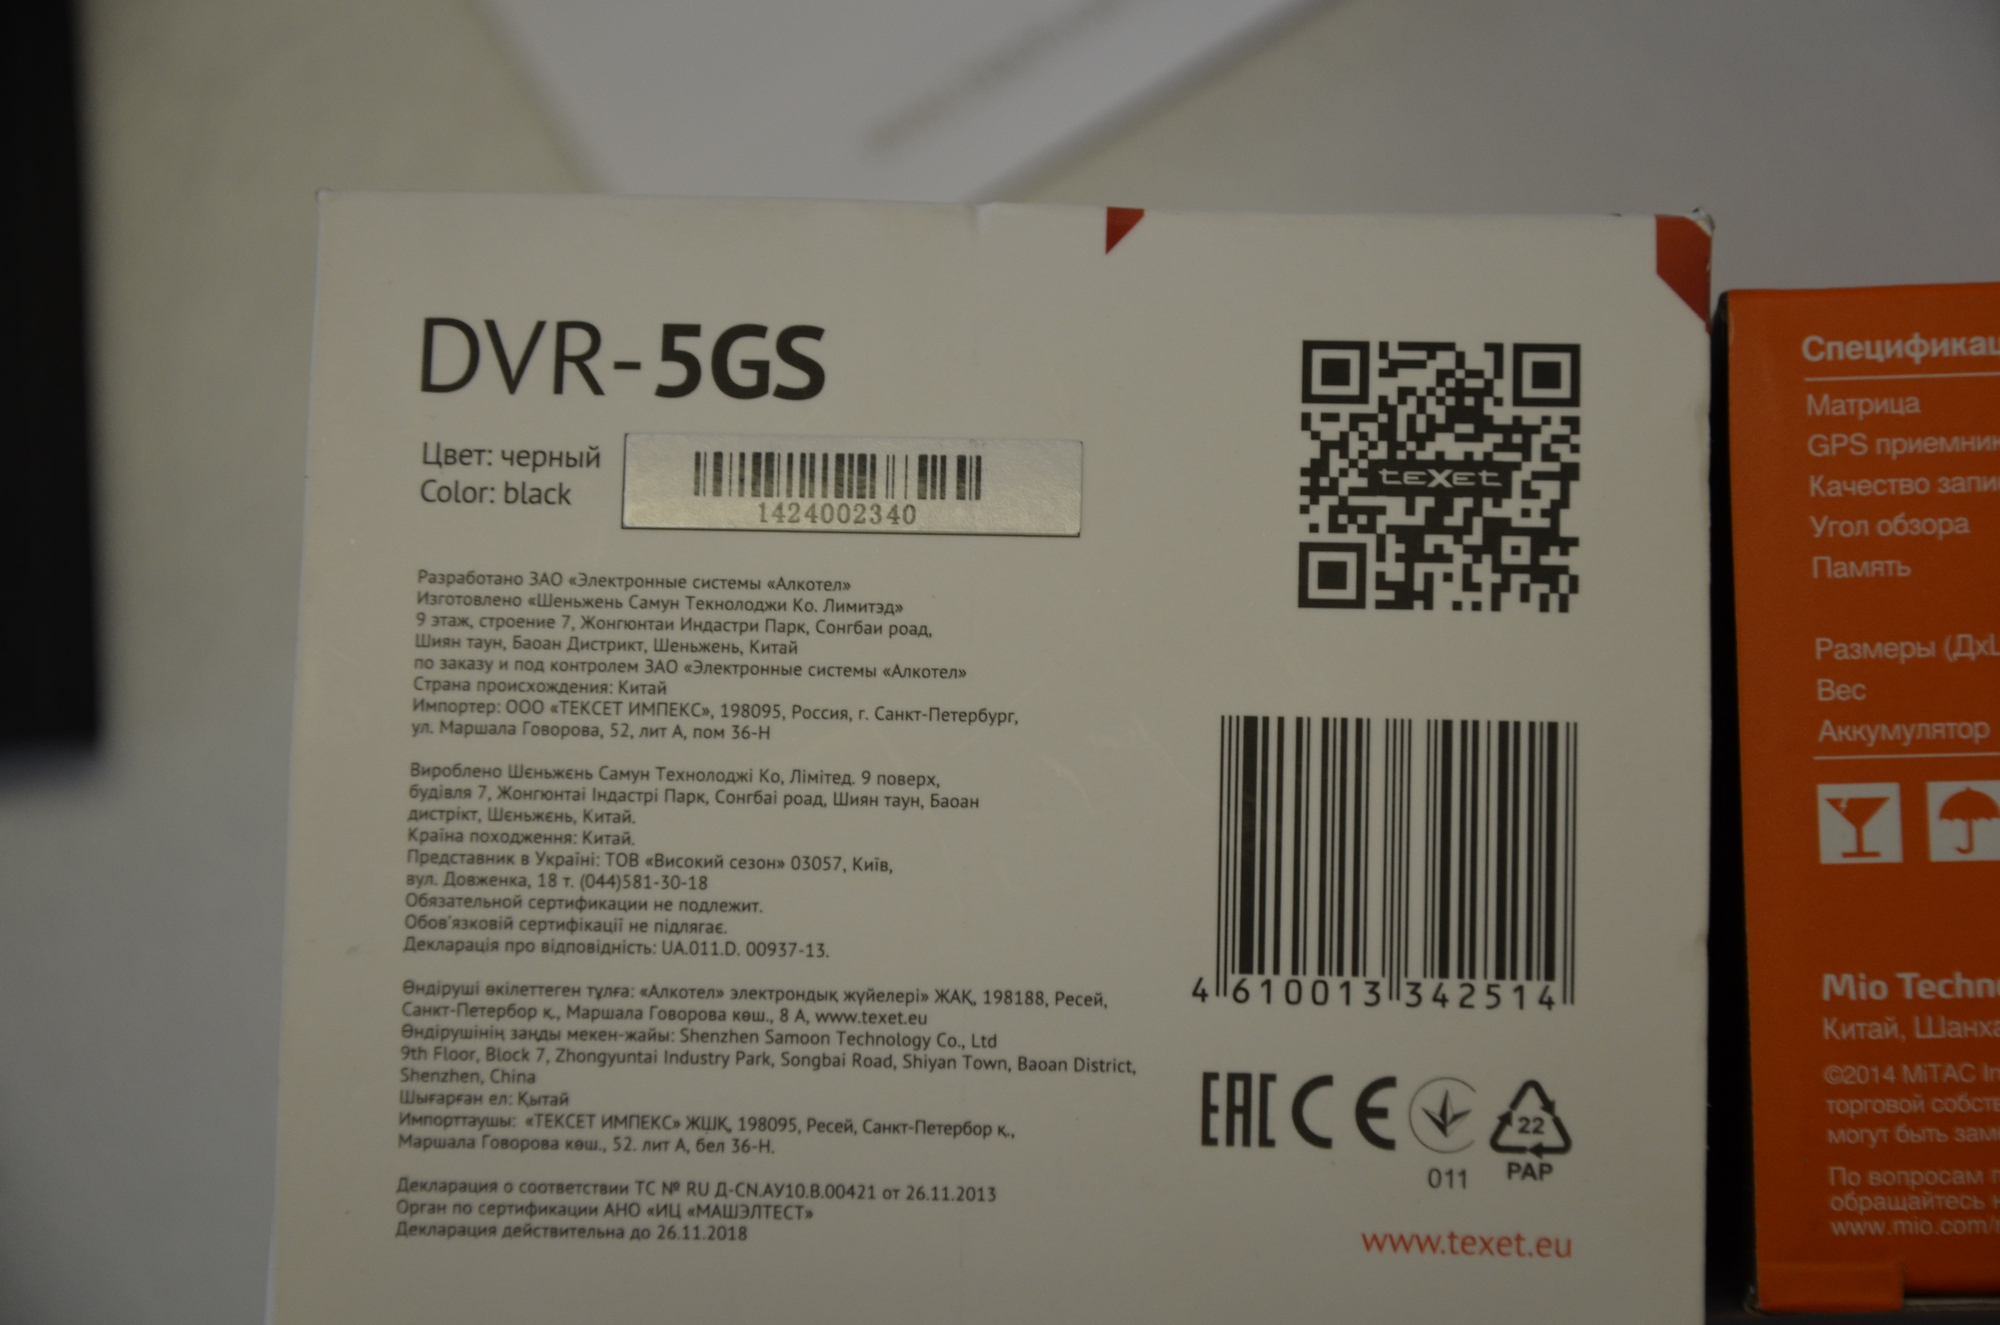 DVR-5GS
Цвет: черный
Color: black
1424002340
teXet
Разработано ЗАО «Электронные системы «Алкотел»
Изготовлено «Шеньжень Самун Текнолоджи Ко. Лимитэд»
9 этаж, строение 7, Жонгюнтаи Индастри Парк, Сонгбаи роад,
Шиян таун, Баоан Дистрикт, Шеньжень, Китай
по заказу и под контролем ЗАО «Электронные системы «Алкотел»
Страна происхождения: Китай
Импортер: ООО «ТЕКСЕТ ИМПЕКС», 198095, Россия, г. Санкт-Петербург,
ул. Маршала Говорова, 52, лит А, пом 36-Н
Вироблено Шєньжєнь Самун Технолоджі Ко, Лімітед. 9 поверх,
будівля 7, Жонгюнтаі Індастрі Парк, Сонгбаі роад, Шиян таун, Баоан
дистрікт, Шєньжєнь, Китай.
Країна походження: Китай.
Представник в Україні: ТОВ «Високий сезон» 03057, Київ,
вул. Довженка, 18 т. (044)581-30-18
Обязательной сертификации не подлежит.
Обов'язковій сертифікації не підлягає.
Декларація про відповідність: UA.011.D. 00937-13.
Өндіруші өкілеттеген тұлға: «Алкотел» электрондық жүйелері» ЖАҚ, 198188, Ресей,
Санкт-Петербор қ., Маршала Говорова көш., 8 А, www.texet.eu
Өндірушінің заңды мекен-жайы: Shenzhen Samoon Technology Co., Ltd
9th Floor, Block 7, Zhongyuntai Industry Park, Songbai Road, Shiyan Town, Baoan District,
Shenzhen, China
Шығарған ел: Қытай
Импорттаушы: «ТЕКСЕТ ИМПЕКС» ЖШҚ, 198095, Ресей, Санкт-Петербор қ.,
Маршала Говорова көш., 52. лит А, бел 36-Н.
Декларация о соответствии ТС № RU Д-CN.АУ10.В.00421 от 26.11.2013
Орган по сертификации АНО «ИЦ «МАШЭЛТЕСТ»
Декларация действительна до 26.11.2018
4 610013 342514
EAC CE
011
22
PAP
www.texet.eu
Спецификац
Матрица
GPS приемник
Качество запи
Угол обзора
Память
Размеры (ДхШ
Вес
Аккумулятор
Mio Techno
Китай, Шанха
©2014 MiTAC In
торговой собств
могут быть заме
По вопросам п
обращайтесь н
www.mio.com/r